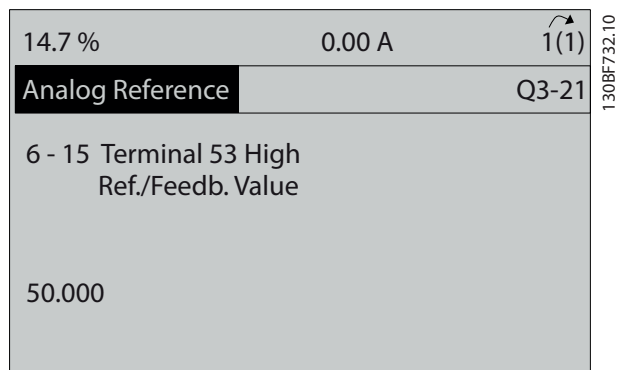 14.7 % 0.00 A 1(1)
Analog Reference Q3-21
6 - 15 Terminal 53 High
Ref./Feedb. Value
50.000
130BF732.10